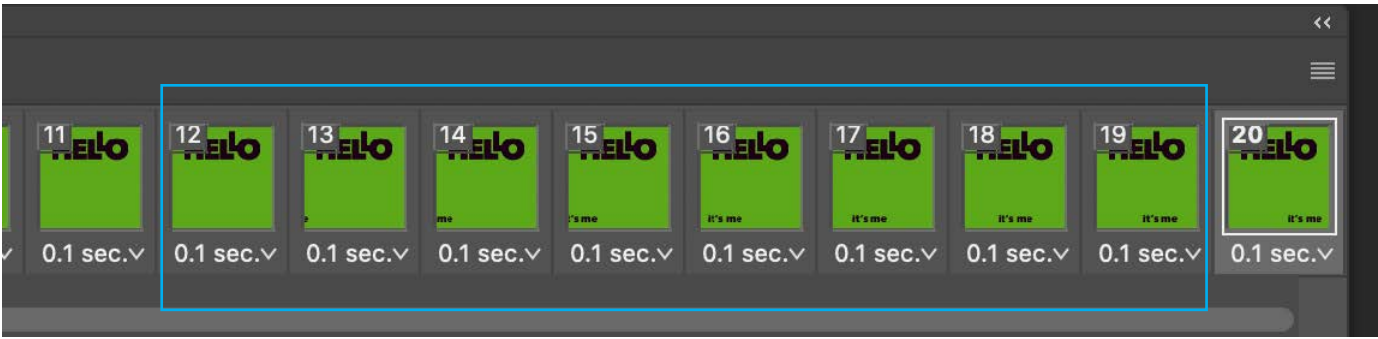 11 12 13 14 15 16 17 18 19 20
HELLO HELLO HELLO HELLO HELLO HELLO HELLO HELLO HELLO HELLO
e me t's me it's me it's me it's me it's me it's me
0.1 sec. 0.1 sec. 0.1 sec. 0.1 sec. 0.1 sec. 0.1 sec. 0.1 sec. 0.1 sec. 0.1 sec. 0.1 sec.